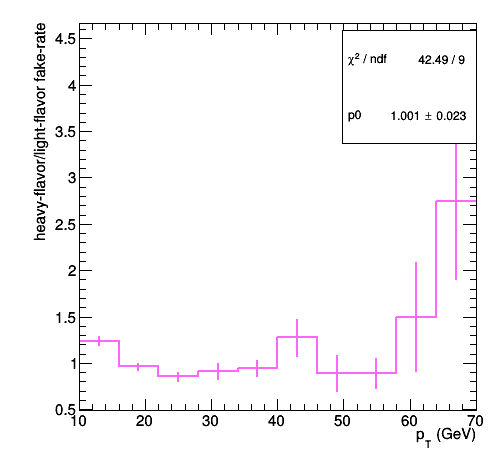 heavy-flavor/light-flavor fake-rate
χ² / ndf 42.49 / 9
p0 1.001 ± 0.023
4.5
4
3.5
3
2.5
2
1.5
1
0.5
10 20 30 40 50 60 70
p_T (GeV)